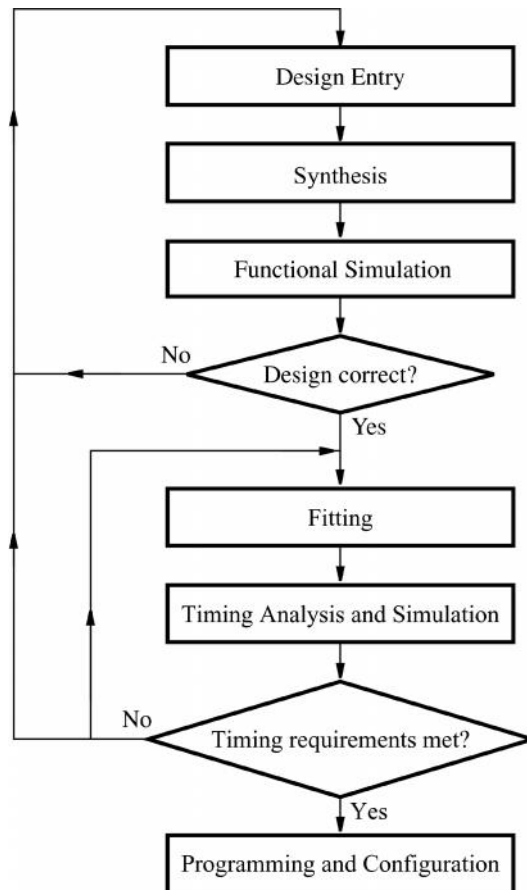 Design Entry
Synthesis
Functional Simulation
No
Design correct?
Yes
Fitting
Timing Analysis and Simulation
No
Timing requirements met?
Yes
Programming and Configuration